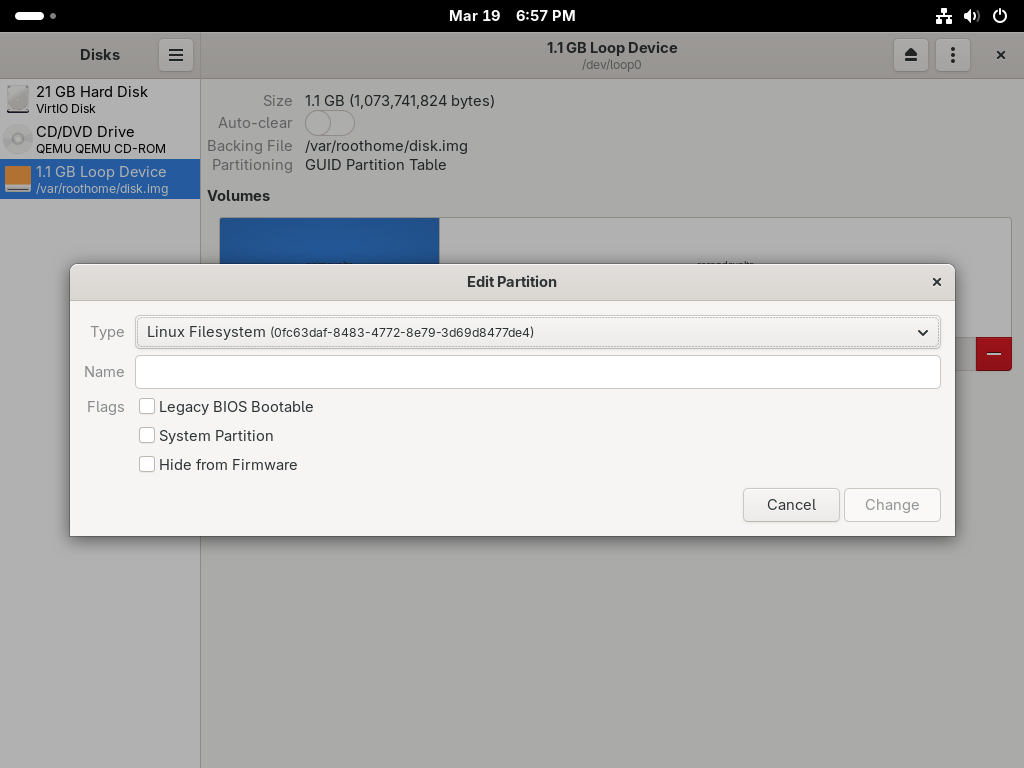 Mar 19 6:57 PM
Disks
1.1 GB Loop Device
/dev/loop0
21 GB Hard Disk
VirtIO Disk
CD/DVD Drive
QEMU QEMU CD-ROM
1.1 GB Loop Device
/var/roothome/disk.img
Size 1.1 GB (1,073,741,824 bytes)
Auto-clear
Backing File /var/roothome/disk.img
Partitioning GUID Partition Table
Volumes
Edit Partition
Type Linux Filesystem (0fc63daf-8483-4772-8e79-3d69d8477de4)
Name
Flags Legacy BIOS Bootable
System Partition
Hide from Firmware
Cancel Change